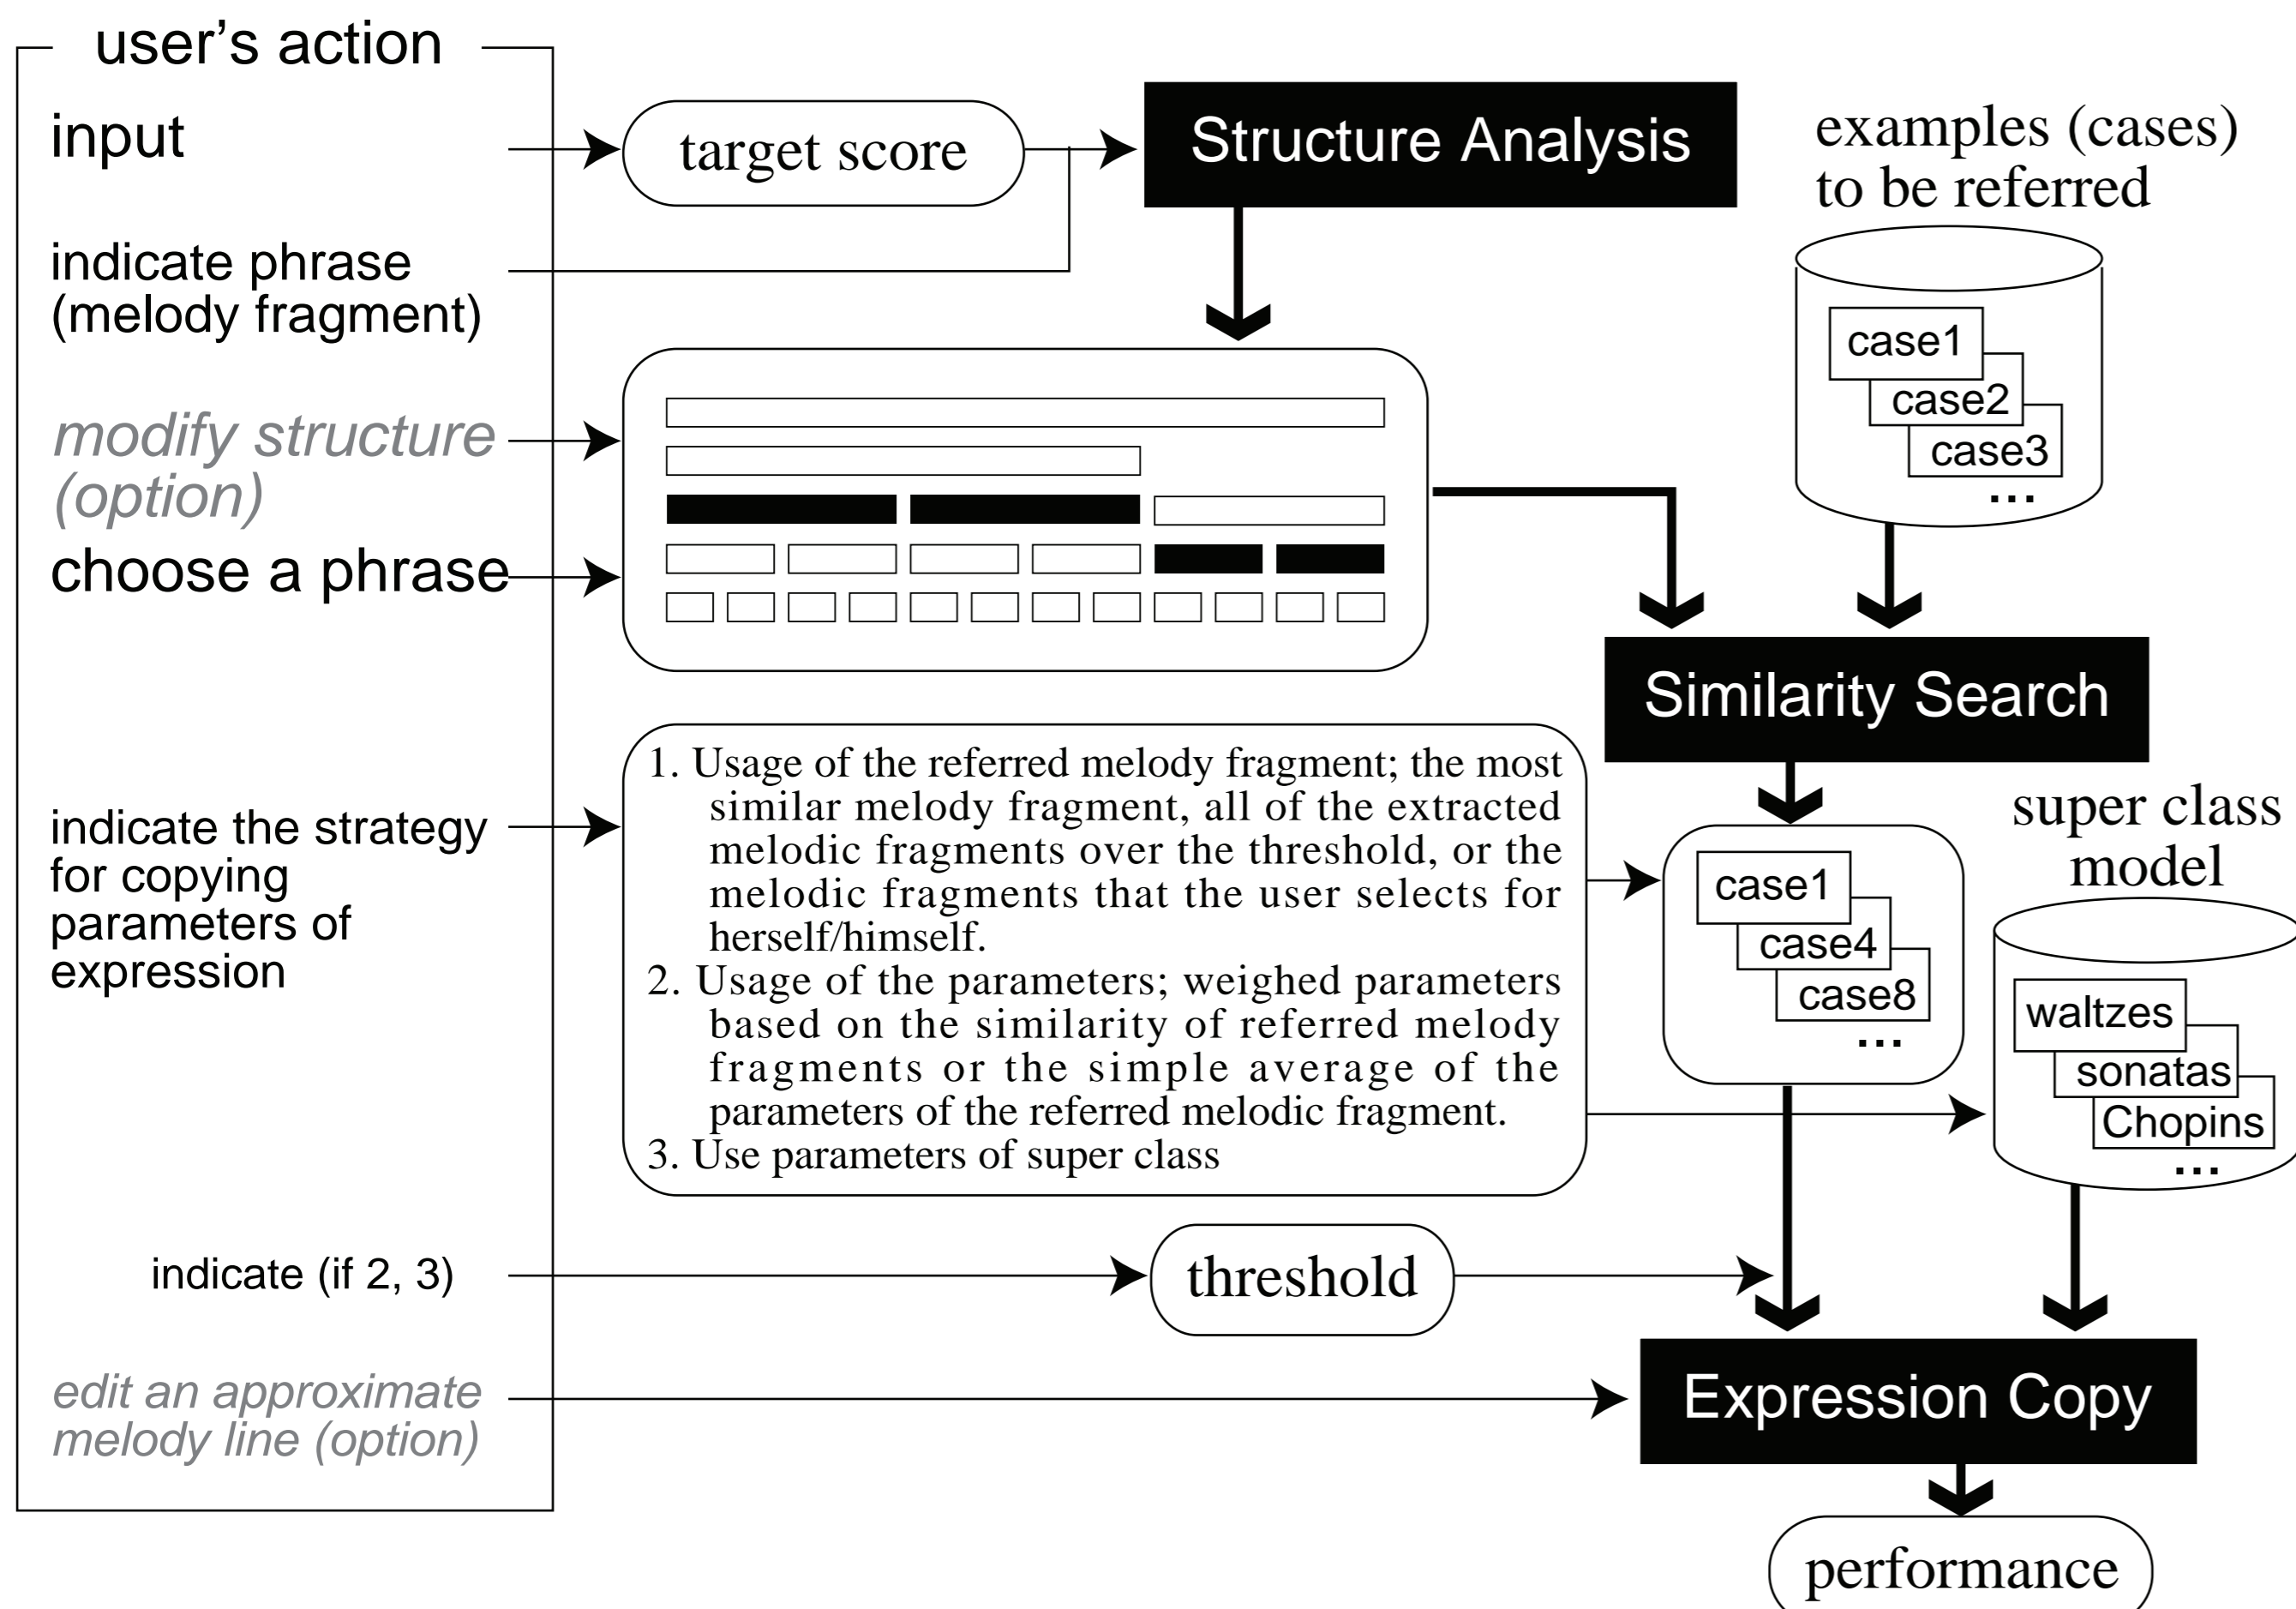 user's action
input
target score
Structure Analysis
examples (cases)
to be referred
indicate phrase
(melody fragment)
case1
case2
case3
...
modify structure
(option)
choose a phrase
Similarity Search
indicate the strategy
for copying
parameters of
expression
1. Usage of the referred melody fragment; the most
similar melody fragment, all of the extracted
melodic fragments over the threshold, or the
melodic fragments that the user selects for
herself/himself.
2. Usage of the parameters; weighed parameters
based on the similarity of referred melody
fragments or the simple average of the
parameters of the referred melodic fragment.
3. Use parameters of super class
case1
case4
case8
...
super class
model
waltzes
sonatas
Chopins
...
indicate (if 2, 3)
threshold
edit an approximate
melody line (option)
Expression Copy
performance